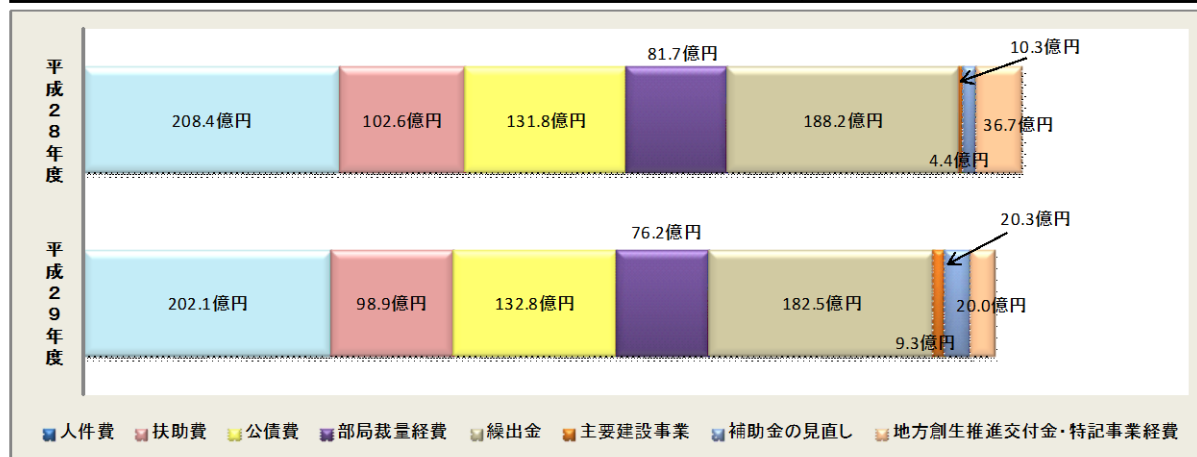 平成28年度
81.7億円
10.3億円
208.4億円 102.6億円 131.8億円 188.2億円 36.7億円
4.4億円
平成29年度
76.2億円
20.3億円
202.1億円 98.9億円 132.8億円 182.5億円 20.0億円
9.3億円
人件費 扶助費 公債費 部局裁量経費 繰出金 主要建設事業 補助金の見直し 地方創生推進交付金・特記事業経費